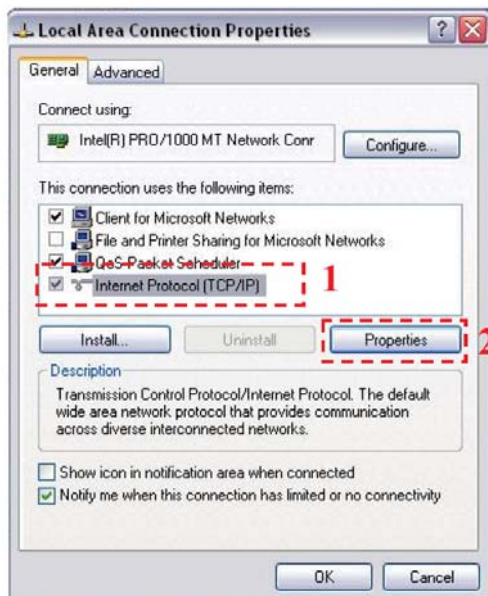 Local Area Connection Properties
General Advanced
Connect using:
Intel(R) PRO/1000 MT Network Conr Configure...
This connection uses the following items:
Client for Microsoft Networks
File and Printer Sharing for Microsoft Networks
QoS Packet Scheduler
Internet Protocol (TCP/IP) 1
Install... Uninstall Properties 2
Description
Transmission Control Protocol/Internet Protocol. The default
wide area network protocol that provides communication
across diverse interconnected networks.
Show icon in notification area when connected
Notify me when this connection has limited or no connectivity
OK Cancel